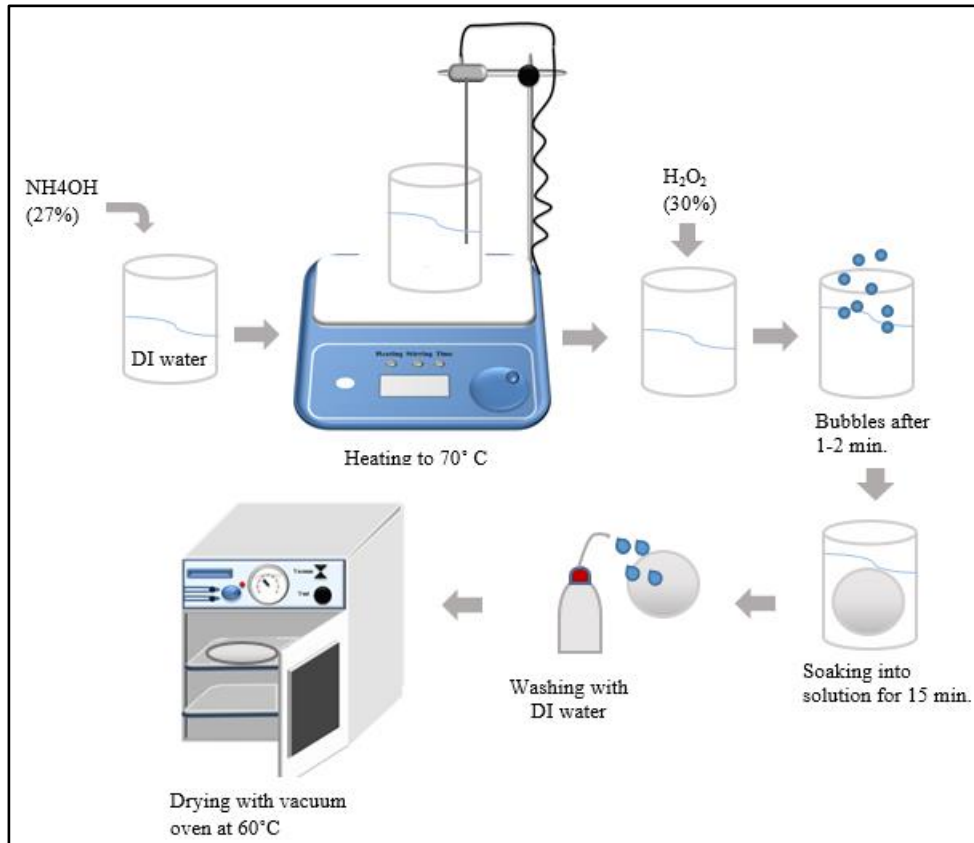 NH4OH
(27%)
DI water
Heating Stirring Time
Heating to 70° C
H₂O₂
(30%)
Bubbles after
1-2 min.
Soaking into
solution for 15 min.
Washing with
DI water
Vacuum
Drying with vacuum
oven at 60°C